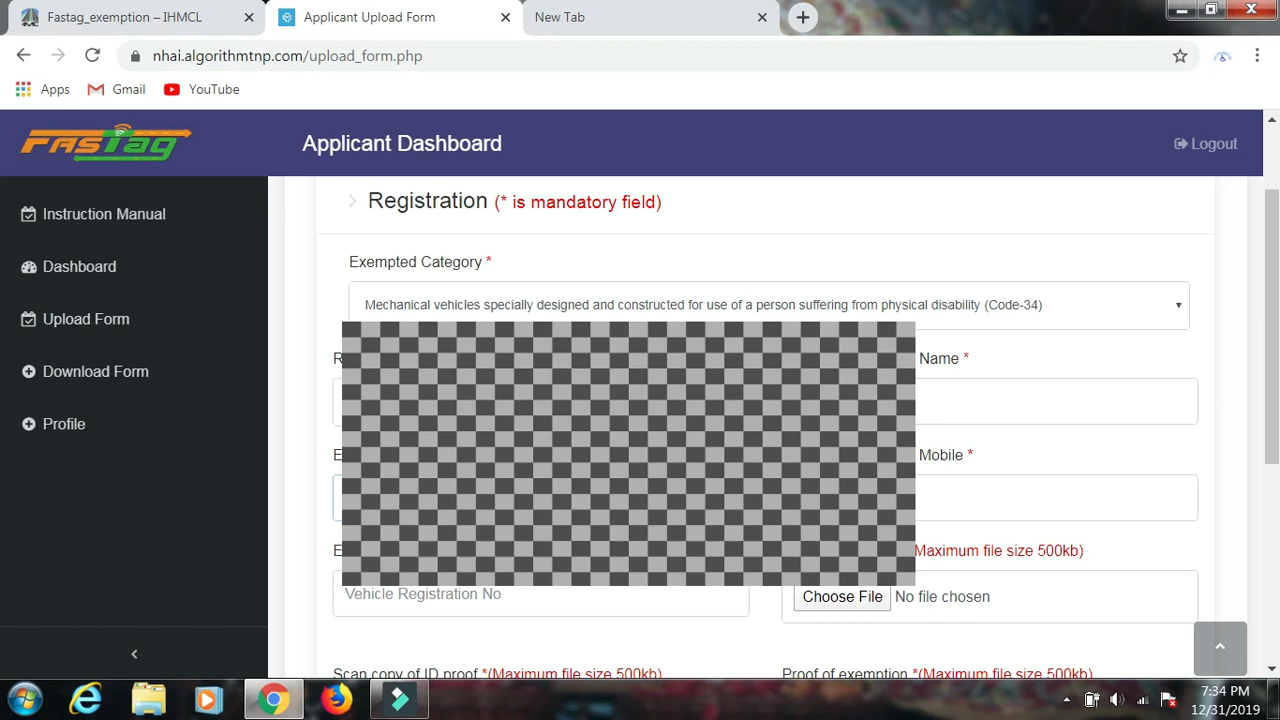 Fastag_exemption – IHMCL
Applicant Upload Form
New Tab
nhai.algorithmtnp.com/upload_form.php
Apps Gmail YouTube
FASTag
Applicant Dashboard
Logout
Instruction Manual
Dashboard
Upload Form
Download Form
Profile
Registration (* is mandatory field)
Exempted Category *
Mechanical vehicles specially designed and constructed for use of a person suffering from physical disability (Code-34)
Name *
Mobile *
Maximum file size 500kb)
Vehicle Registration No
Choose File No file chosen
Scan copy of ID proof *(Maximum file size 500kb)
Proof of exemption *(Maximum file size 500kb)
7:34 PM
12/31/2019